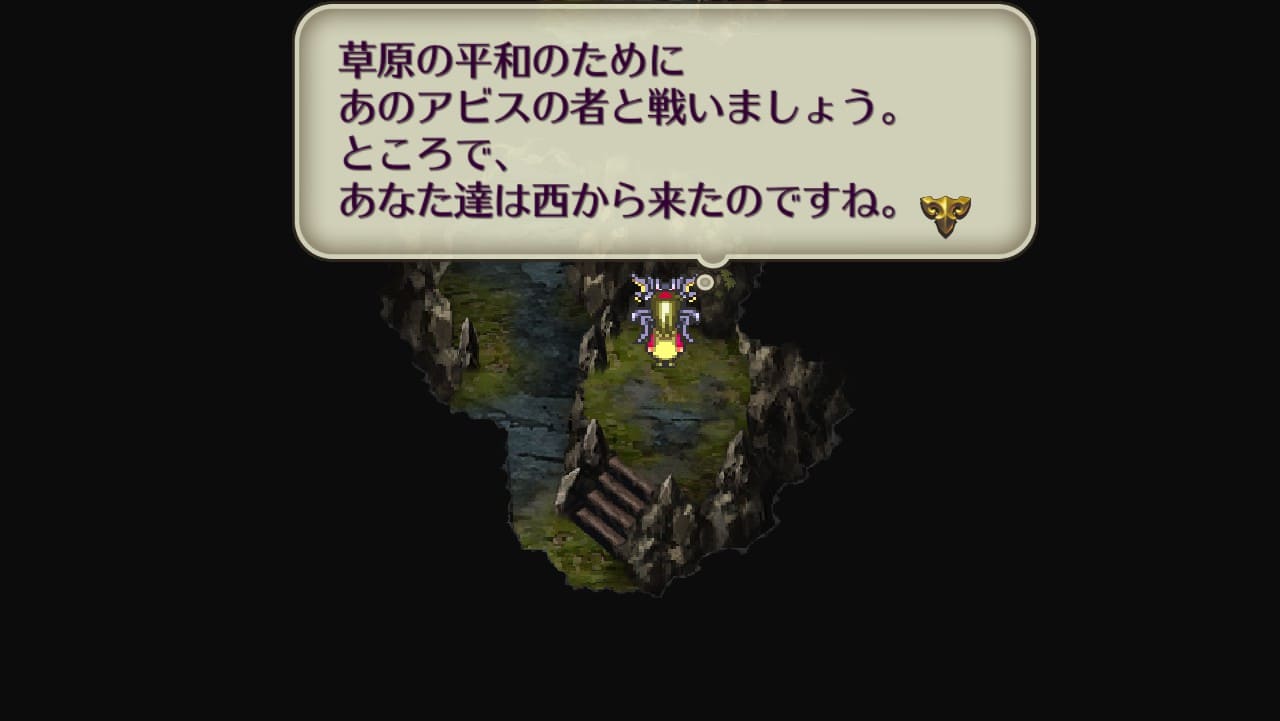 草原の平和のために
あのアビスの者と戦いましょう。
ところで、
あなた達は西から来たのですね。